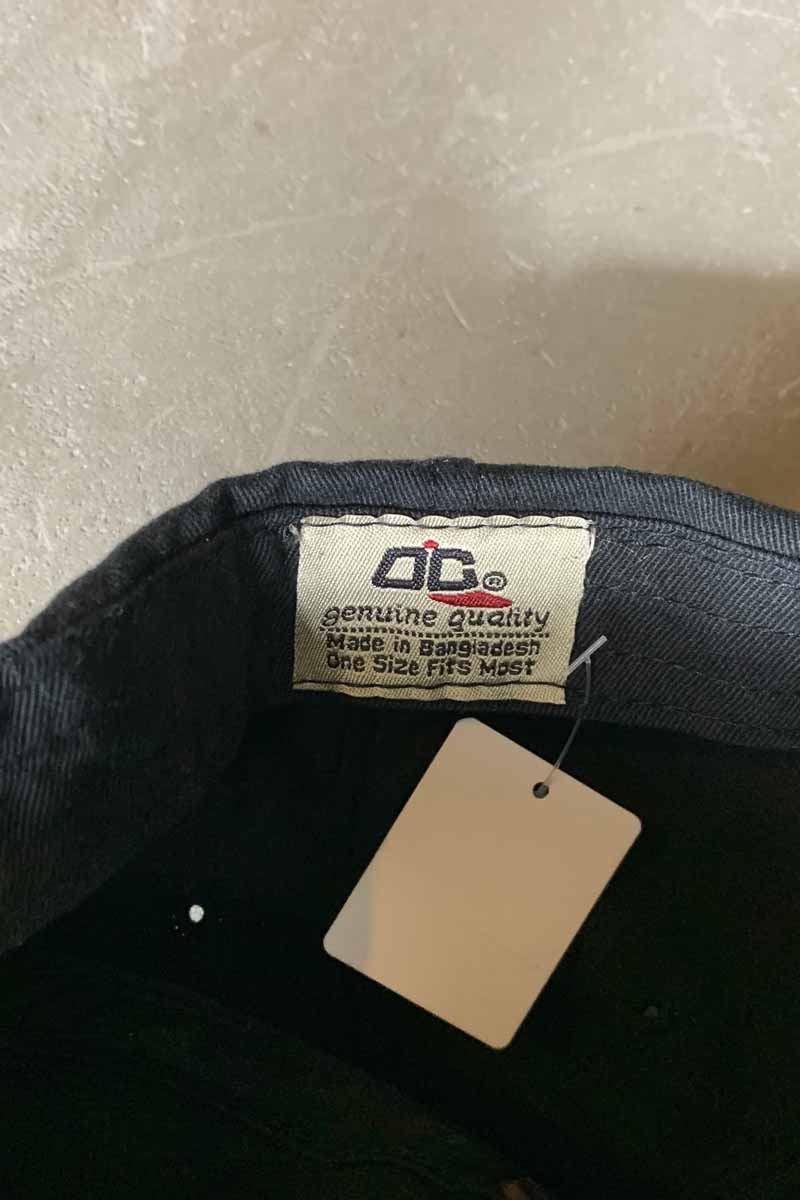 OC®
genuine quality
Made in Bangladesh
One Size Fits Most